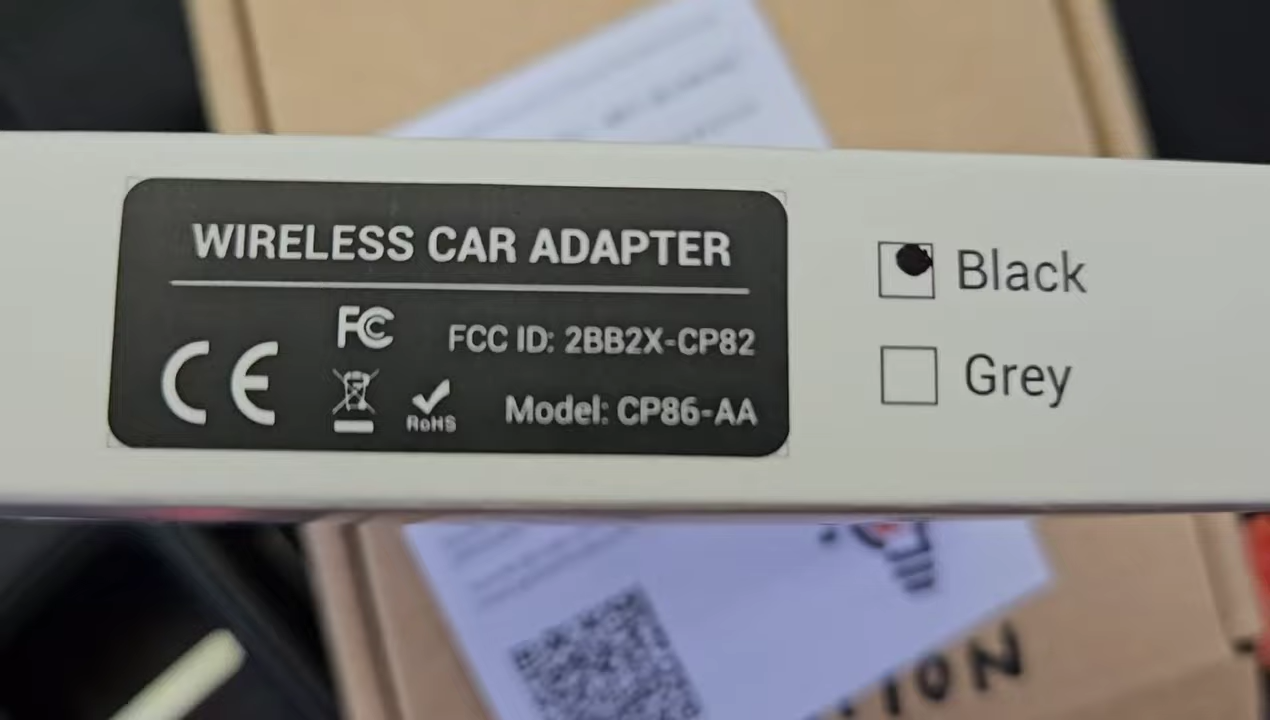 WIRELESS CAR ADAPTER
FC
FCC ID: 2BB2X-CP82
CE
RoHS
Model: CP86-AA
Black
Grey